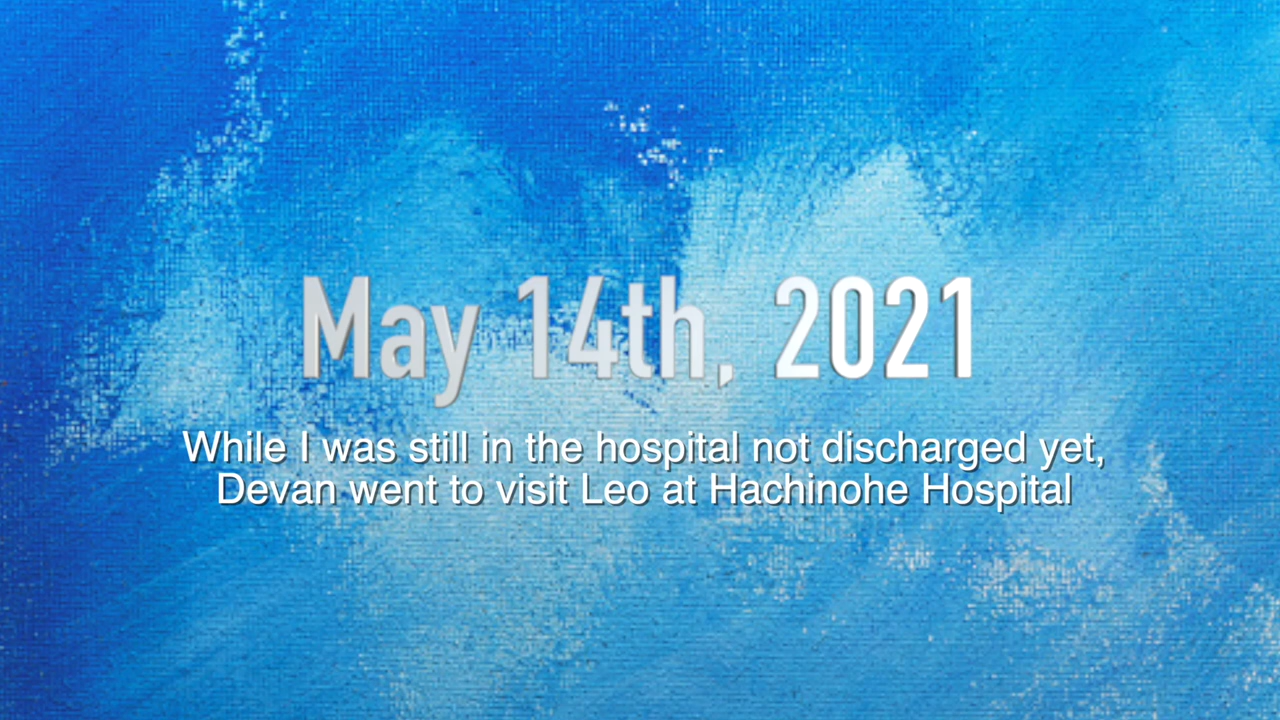 May 14th, 2021
While I was still in the hospital not discharged yet,
Devan went to visit Leo at Hachinohe Hospital